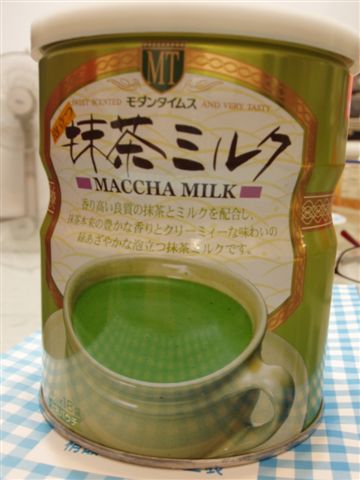 MT
SWEET SCENTED モダンタイムス AND VERY TASTY
抹茶ミルク
MACCHA MILK
香り高い良質の抹茶とミルクを配合し、
抹茶本来の豊かな香りとクリーミィーな味わいの
緑あざやかな泡立つ抹茶ミルクです。